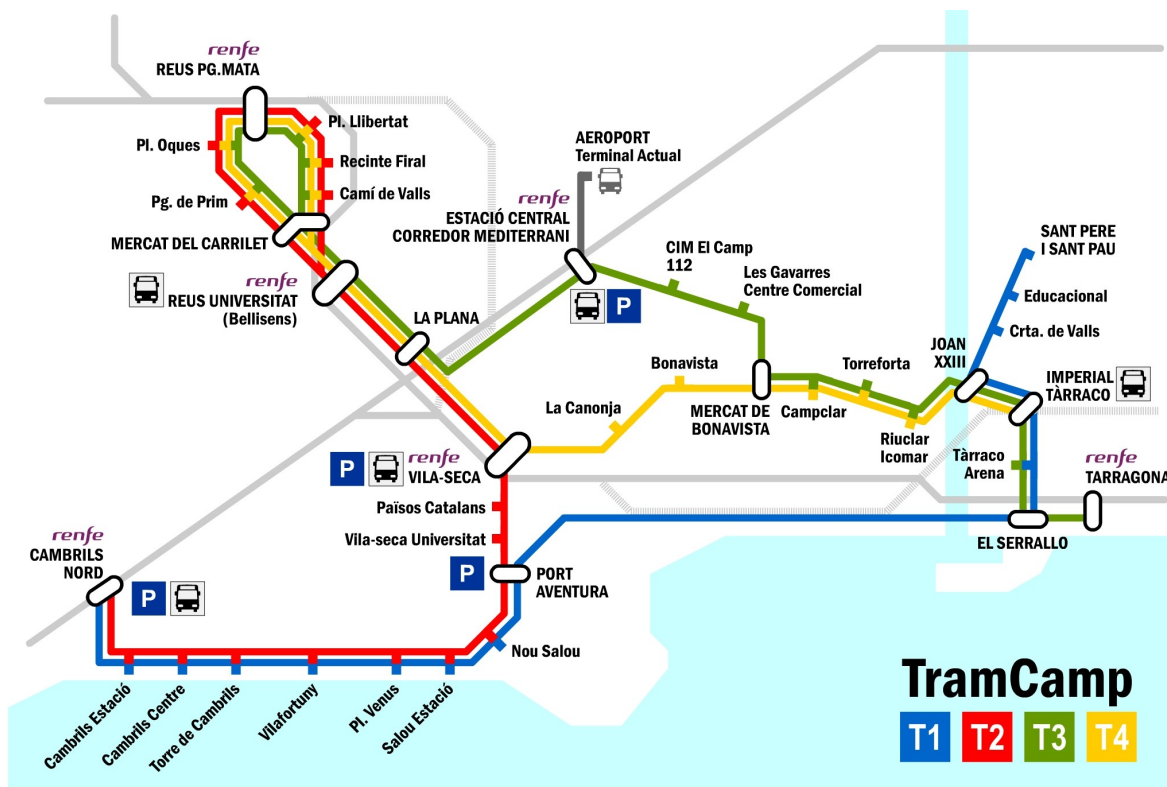 renfe
REUS PG.MATA
Pl. Llibertat
Pl. Oques
Recinte Firal
Camí de Valls
Pg. de Prim
MERCAT DEL CARRILET
renfe
REUS UNIVERSITAT
(Bellisens)
LA PLANA
AEROPORT
Terminal Actual
renfe
ESTACIÓ CENTRAL
CORREDOR MEDITERRANI
P
CIM El Camp
112
Les Gavarres
Centre Comercial
SANT PERE
I SANT PAU
Educacional
Crta. de Valls
JOAN
XXIII
IMPERIAL
TÀRRACO
Bonavista
Torreforta
La Canonja
MERCAT DE
BONAVISTA
Campclar
Riuclar
Icomar
Tàrraco
Arena
renfe
TARRAGONA
EL SERRALLO
P
renfe
VILA-SECA
Països Catalans
Vila-seca Universitat
P
PORT
AVENTURA
renfe
CAMBRILS
NORD
P
Nou Salou
Cambrils Estació
Cambrils Centre
Torre de Cambrils
Vilafortuny
Pl. Venus
Salou Estació
TramCamp
T1 T2 T3 T4